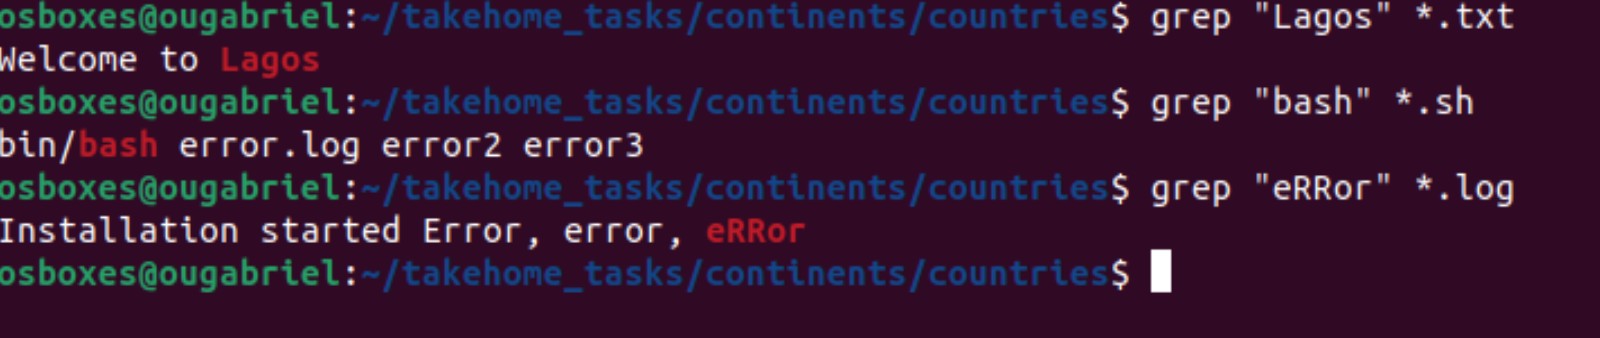 osboxes@ougabriel:~/takehome_tasks/continents/countries$ grep "Lagos" *.txt
Welcome to Lagos
osboxes@ougabriel:~/takehome_tasks/continents/countries$ grep "bash" *.sh
bin/bash error.log error2 error3
osboxes@ougabriel:~/takehome_tasks/continents/countries$ grep "eRRor" *.log
Installation started Error, error, eRRor
osboxes@ougabriel:~/takehome_tasks/continents/countries$